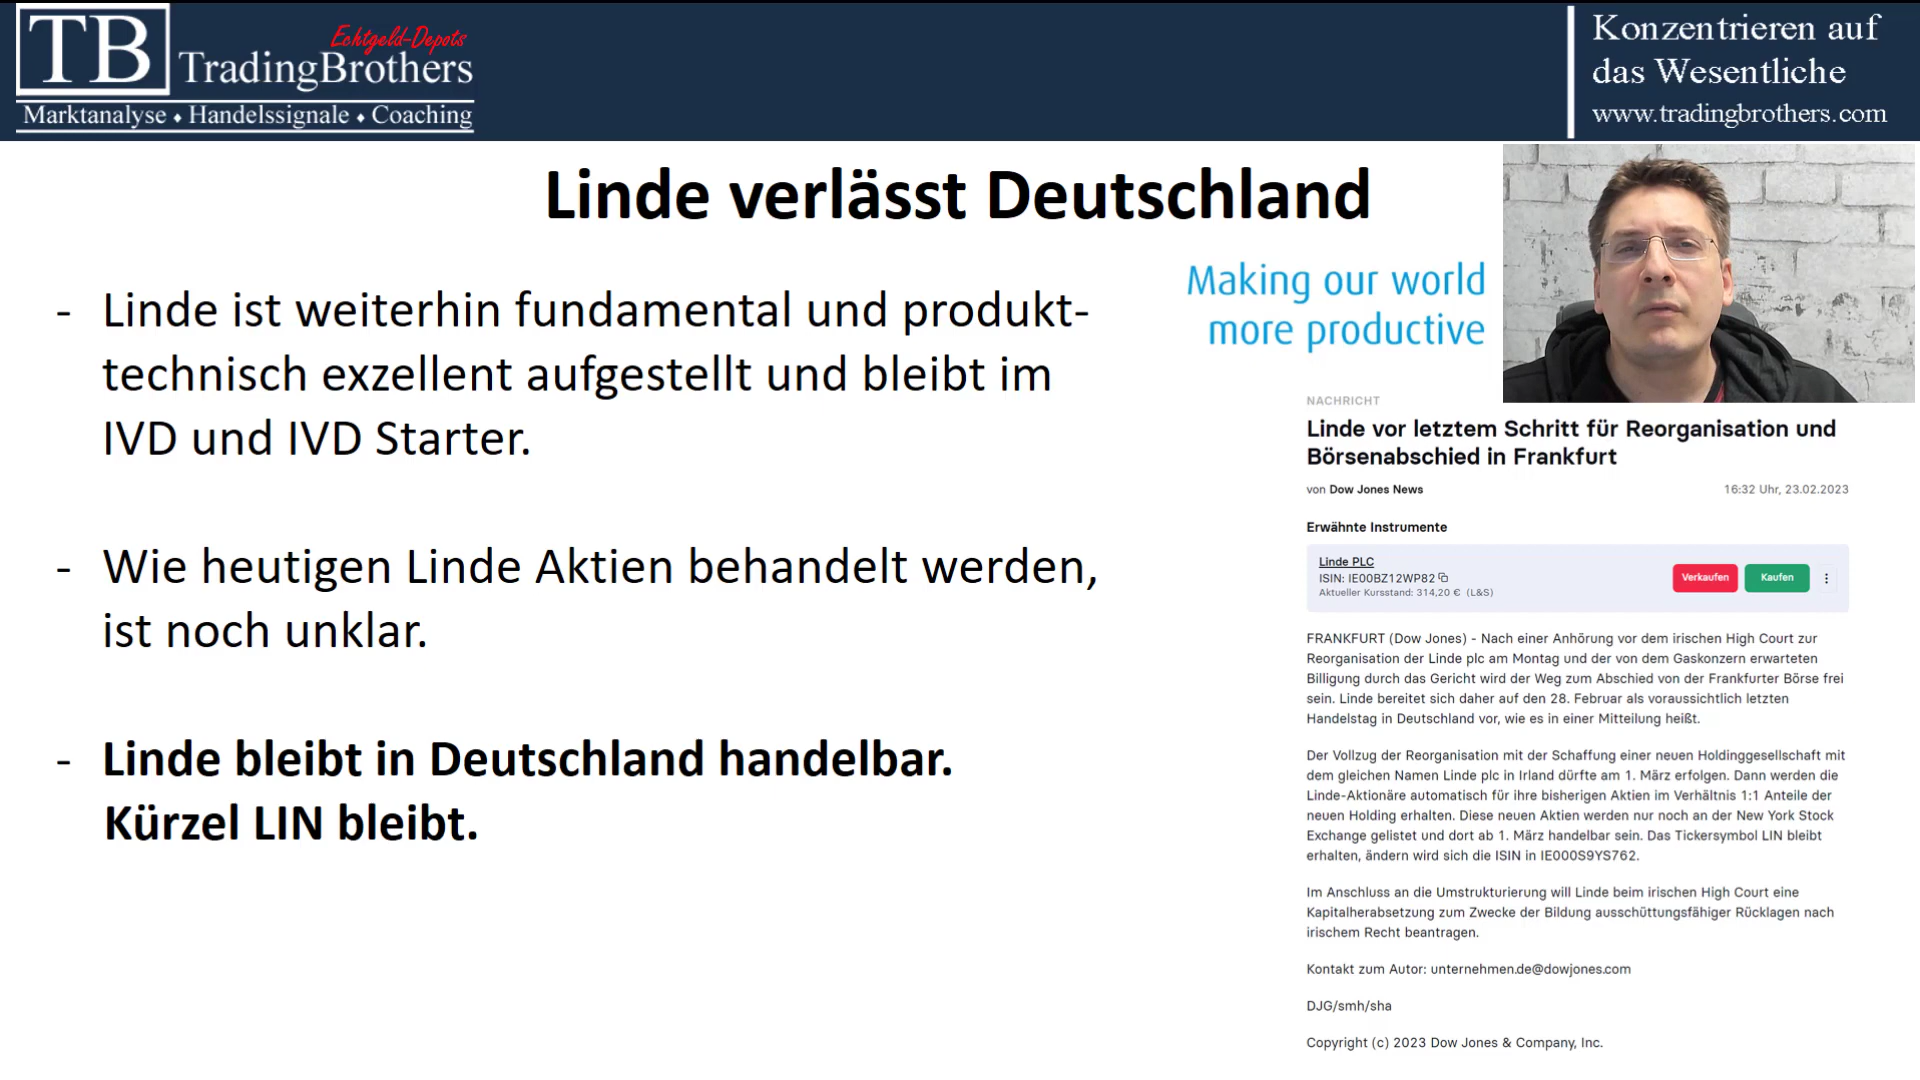 TB
Echtgeld-Depots
TradingBrothers
Marktanalyse ♦ Handelssignale ♦ Coaching
Konzentrieren auf
das Wesentliche
www.tradingbrothers.com
Linde verlässt Deutschland
- Linde ist weiterhin fundamental und produkt-
technisch exzellent aufgestellt und bleibt im
IVD und IVD Starter.
- Wie heutigen Linde Aktien behandelt werden,
ist noch unklar.
- Linde bleibt in Deutschland handelbar.
Kürzel LIN bleibt.
Making our world
more productive
NACHRICHT
Linde vor letztem Schritt für Reorganisation und
Börsenabschied in Frankfurt
von Dow Jones News 16:32 Uhr, 23.02.2023
Erwähnte Instrumente
Linde PLC
ISIN: IE00BZ12WP82
Aktueller Kursstand: 314,20 € (L&S)
Verkaufen Kaufen
FRANKFURT (Dow Jones) - Nach einer Anhörung vor dem irischen High Court zur
Reorganisation der Linde plc am Montag und der von dem Gaskonzern erwarteten
Billigung durch das Gericht wird der Weg zum Abschied von der Frankfurter Börse frei
sein. Linde bereitet sich daher auf den 28. Februar als voraussichtlich letzten
Handelstag in Deutschland vor, wie es in einer Mitteilung heißt.
Der Vollzug der Reorganisation mit der Schaffung einer neuen Holdinggesellschaft mit
dem gleichen Namen Linde plc in Irland dürfte am 1. März erfolgen. Dann werden die
Linde-Aktionäre automatisch für ihre bisherigen Aktien im Verhältnis 1:1 Anteile der
neuen Holding erhalten. Diese neuen Aktien werden nur noch an der New York Stock
Exchange gelistet und dort ab 1. März handelbar sein. Das Tickersymbol LIN bleibt
erhalten, ändern wird sich die ISIN in IE000S9YS762.
Im Anschluss an die Umstrukturierung will Linde beim irischen High Court eine
Kapitalherabsetzung zum Zwecke der Bildung ausschüttungsfähiger Rücklagen nach
irischem Recht beantragen.
Kontakt zum Autor: unternehmen.de@dowjones.com
DJG/smh/sha
Copyright (c) 2023 Dow Jones & Company, Inc.